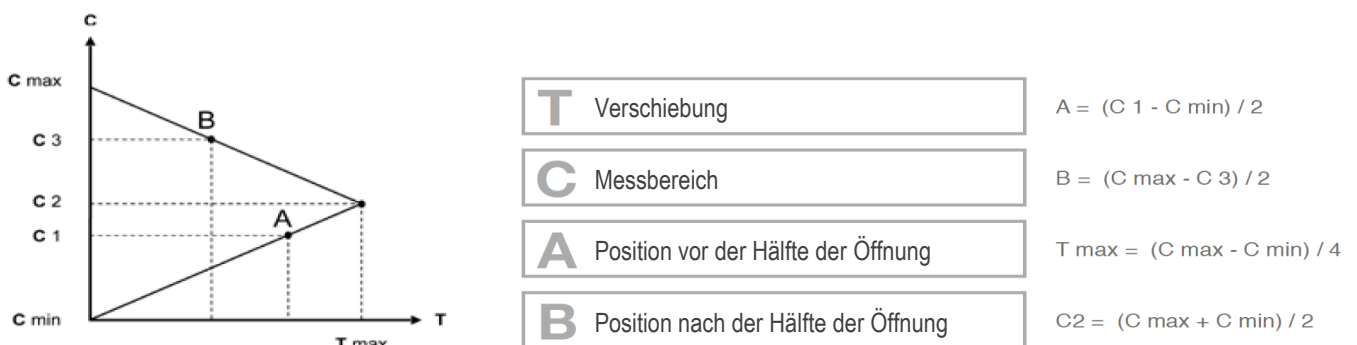 C
C max
C 3
C 2
C 1
C min
B
A
T
T max
T Verschiebung
A = (C 1 - C min) / 2
C Messbereich
B = (C max - C 3) / 2
A Position vor der Hälfte der Öffnung
T max = (C max - C min) / 4
B Position nach der Hälfte der Öffnung
C2 = (C max + C min) / 2